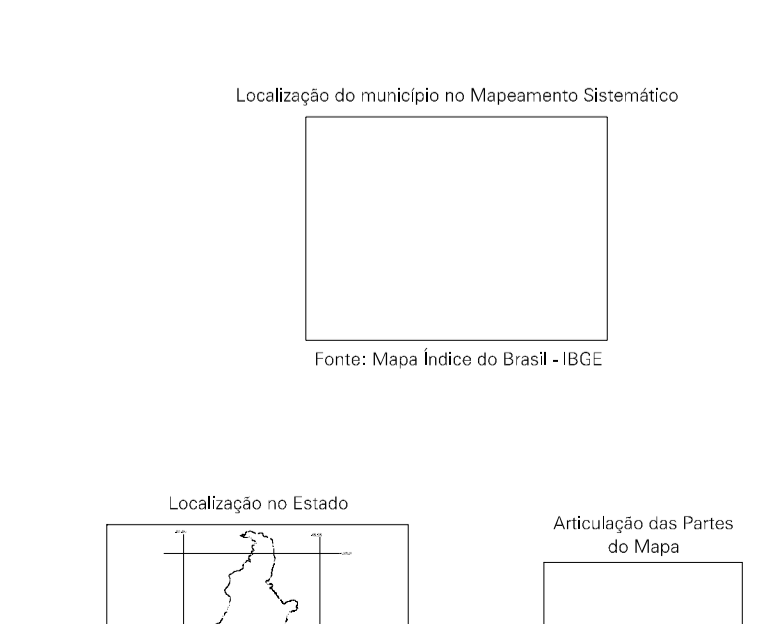 Localização do município no Mapeamento Sistemático
Fonte: Mapa Índice do Brasil - IBGE
Localização no Estado
Articulação das Partes
do Mapa